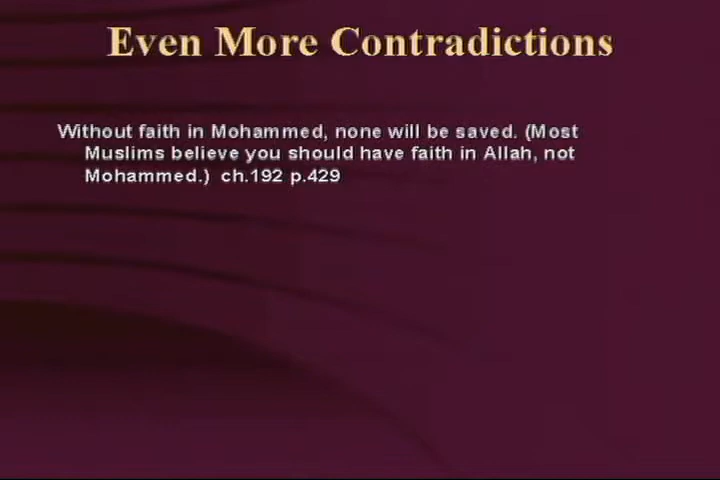 Even More Contradictions
Without faith in Mohammed, none will be saved. (Most
Muslims believe you should have faith in Allah, not
Mohammed.) ch.192 p.429